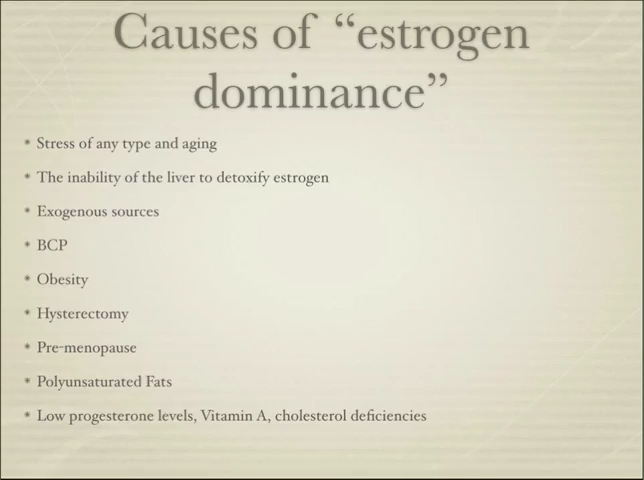 Causes of “estrogen
dominance”
* Stress of any type and aging
* The inability of the liver to detoxify estrogen
* Exogenous sources
* BCP
* Obesity
* Hysterectomy
* Pre-menopause
* Polyunsaturated Fats
* Low progesterone levels, Vitamin A, cholesterol deficiencies